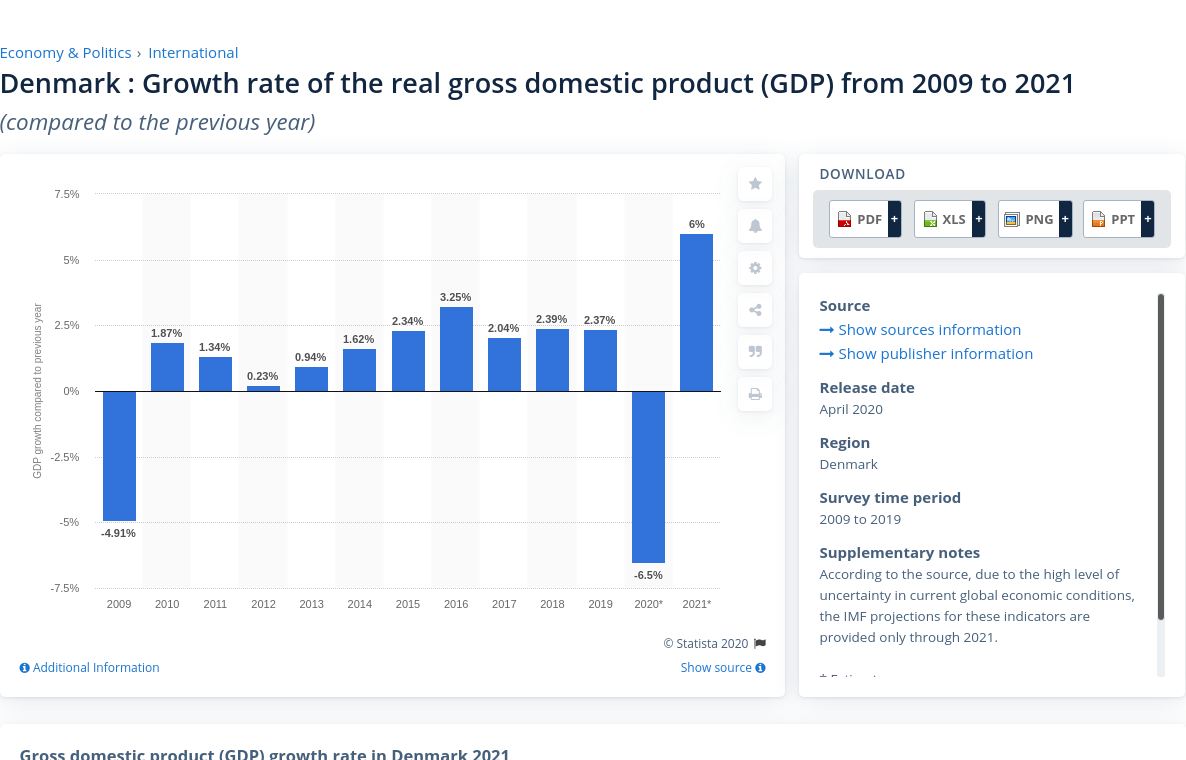 Economy & Politics › International
Denmark : Growth rate of the real gross domestic product (GDP) from 2009 to 2021
(compared to the previous year)
GDP growth compared to previous year
7.5%
5%
2.5%
0%
-2.5%
-5%
-7.5%
-4.91%
1.87%
1.34%
0.23%
0.94%
1.62%
2.34%
3.25%
2.04%
2.39%
2.37%
-6.5%
6%
2009 2010 2011 2012 2013 2014 2015 2016 2017 2018 2019 2020* 2021*
© Statista 2020
Additional Information
Show source
DOWNLOAD
PDF + XLS + PNG + PPT +
Source
Show sources information
Show publisher information
Release date
April 2020
Region
Denmark
Survey time period
2009 to 2019
Supplementary notes
According to the source, due to the high level of
uncertainty in current global economic conditions,
the IMF projections for these indicators are
provided only through 2021.
Gross domestic product (GDP) growth rate in Denmark 2021